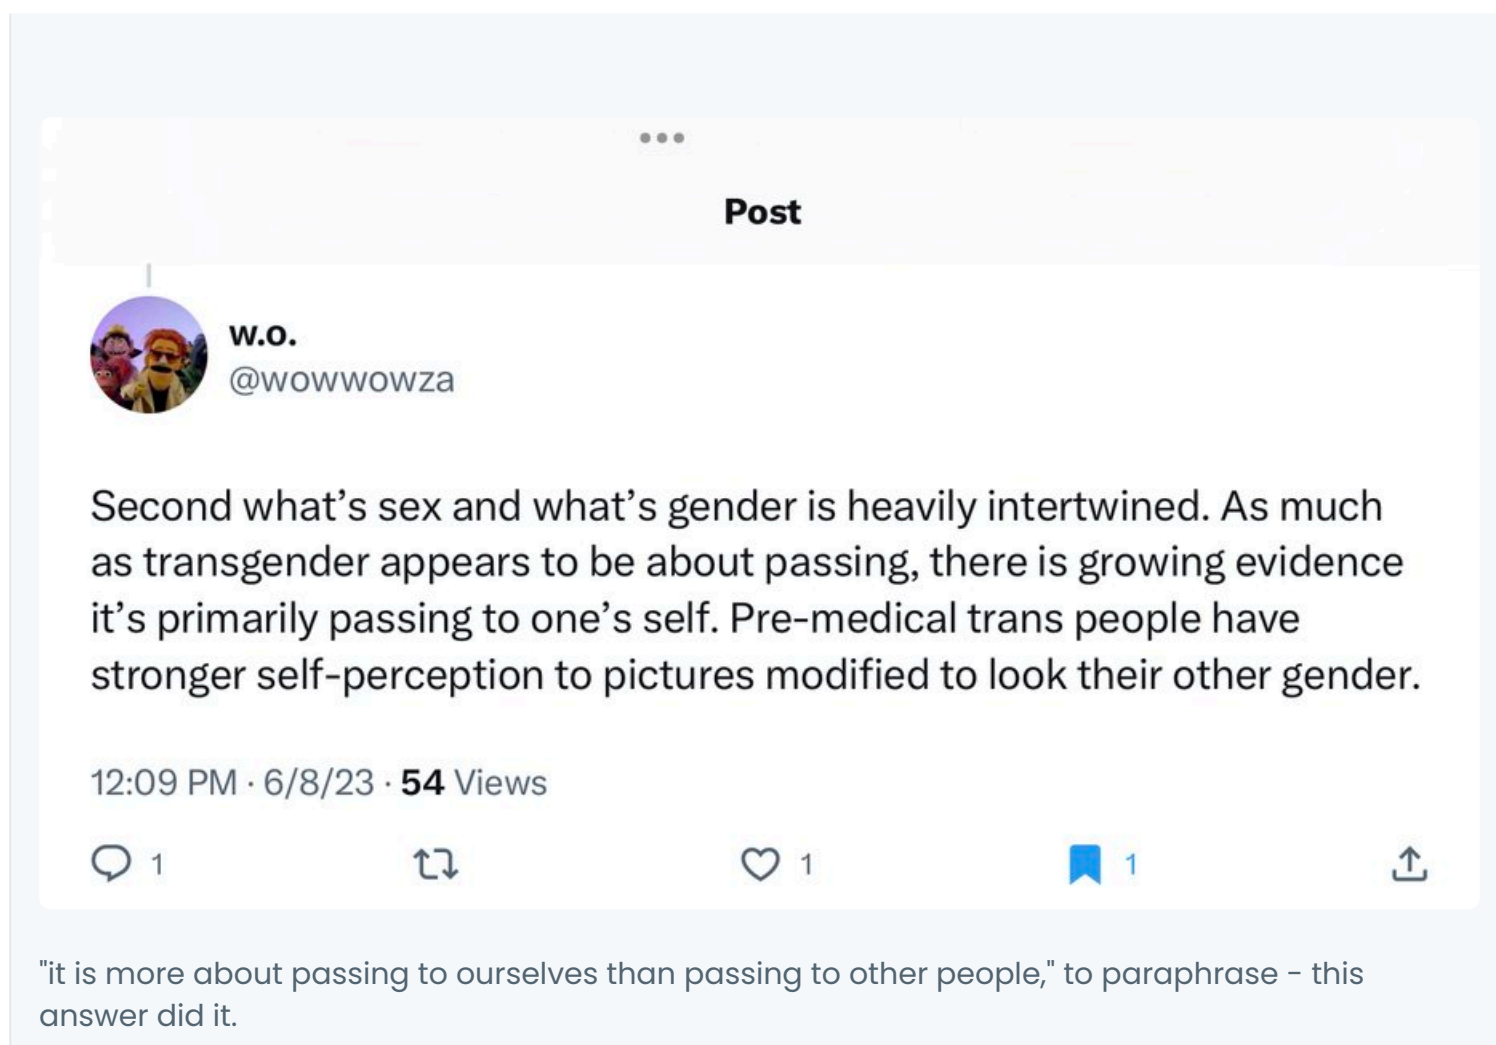 Post
w.o.
@wowwowza
Second what’s sex and what’s gender is heavily intertwined. As much
as transgender appears to be about passing, there is growing evidence
it’s primarily passing to one’s self. Pre-medical trans people have
stronger self-perception to pictures modified to look their other gender.
12:09 PM · 6/8/23 · 54 Views
1 1 1
"it is more about passing to ourselves than passing to other people," to paraphrase - this
answer did it.